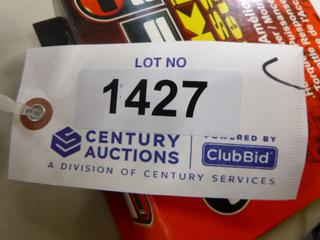 LOT NO
1427
CENTURY AUCTIONS
POWERED BY
ClubBid
A DIVISION OF CENTURY SERVICES